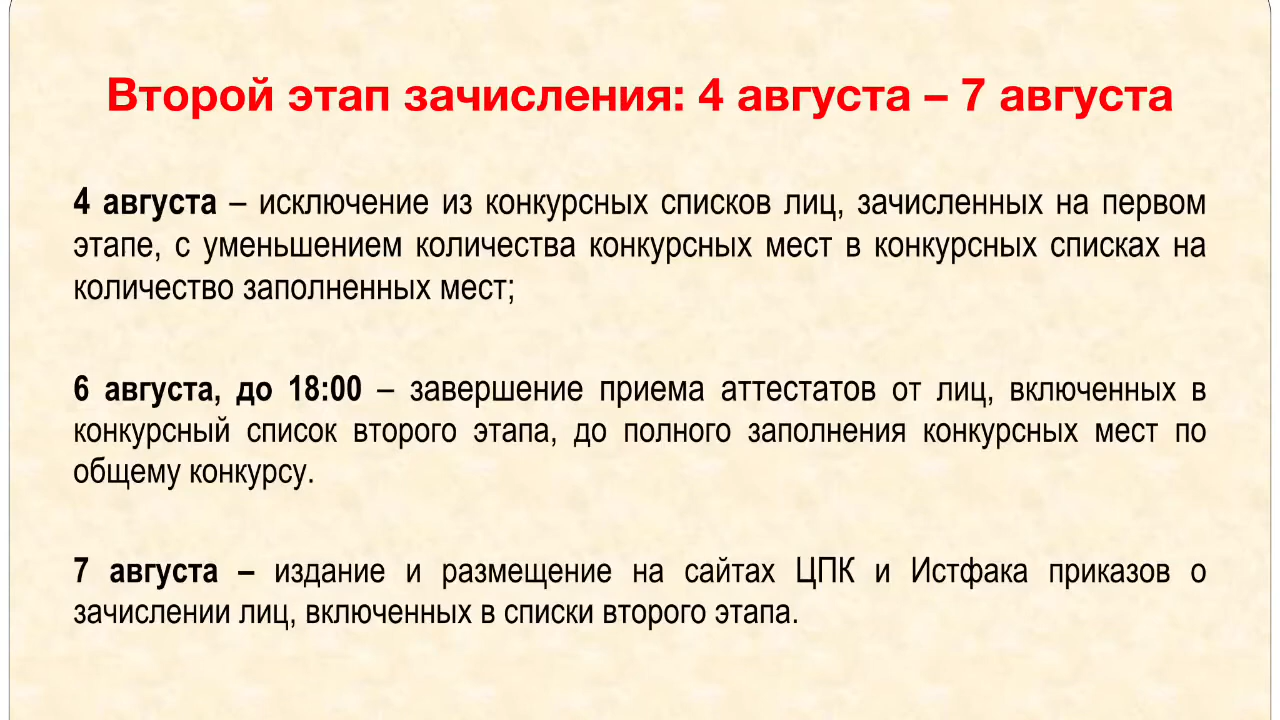 Второй этап зачисления: 4 августа – 7 августа
4 августа – исключение из конкурсных списков лиц, зачисленных на первом
этапе, с уменьшением количества конкурсных мест в конкурсных списках на
количество заполненных мест;
6 августа, до 18:00 – завершение приема аттестатов от лиц, включенных в
конкурсный список второго этапа, до полного заполнения конкурсных мест по
общему конкурсу.
7 августа – издание и размещение на сайтах ЦПК и Истфака приказов о
зачислении лиц, включенных в списки второго этапа.